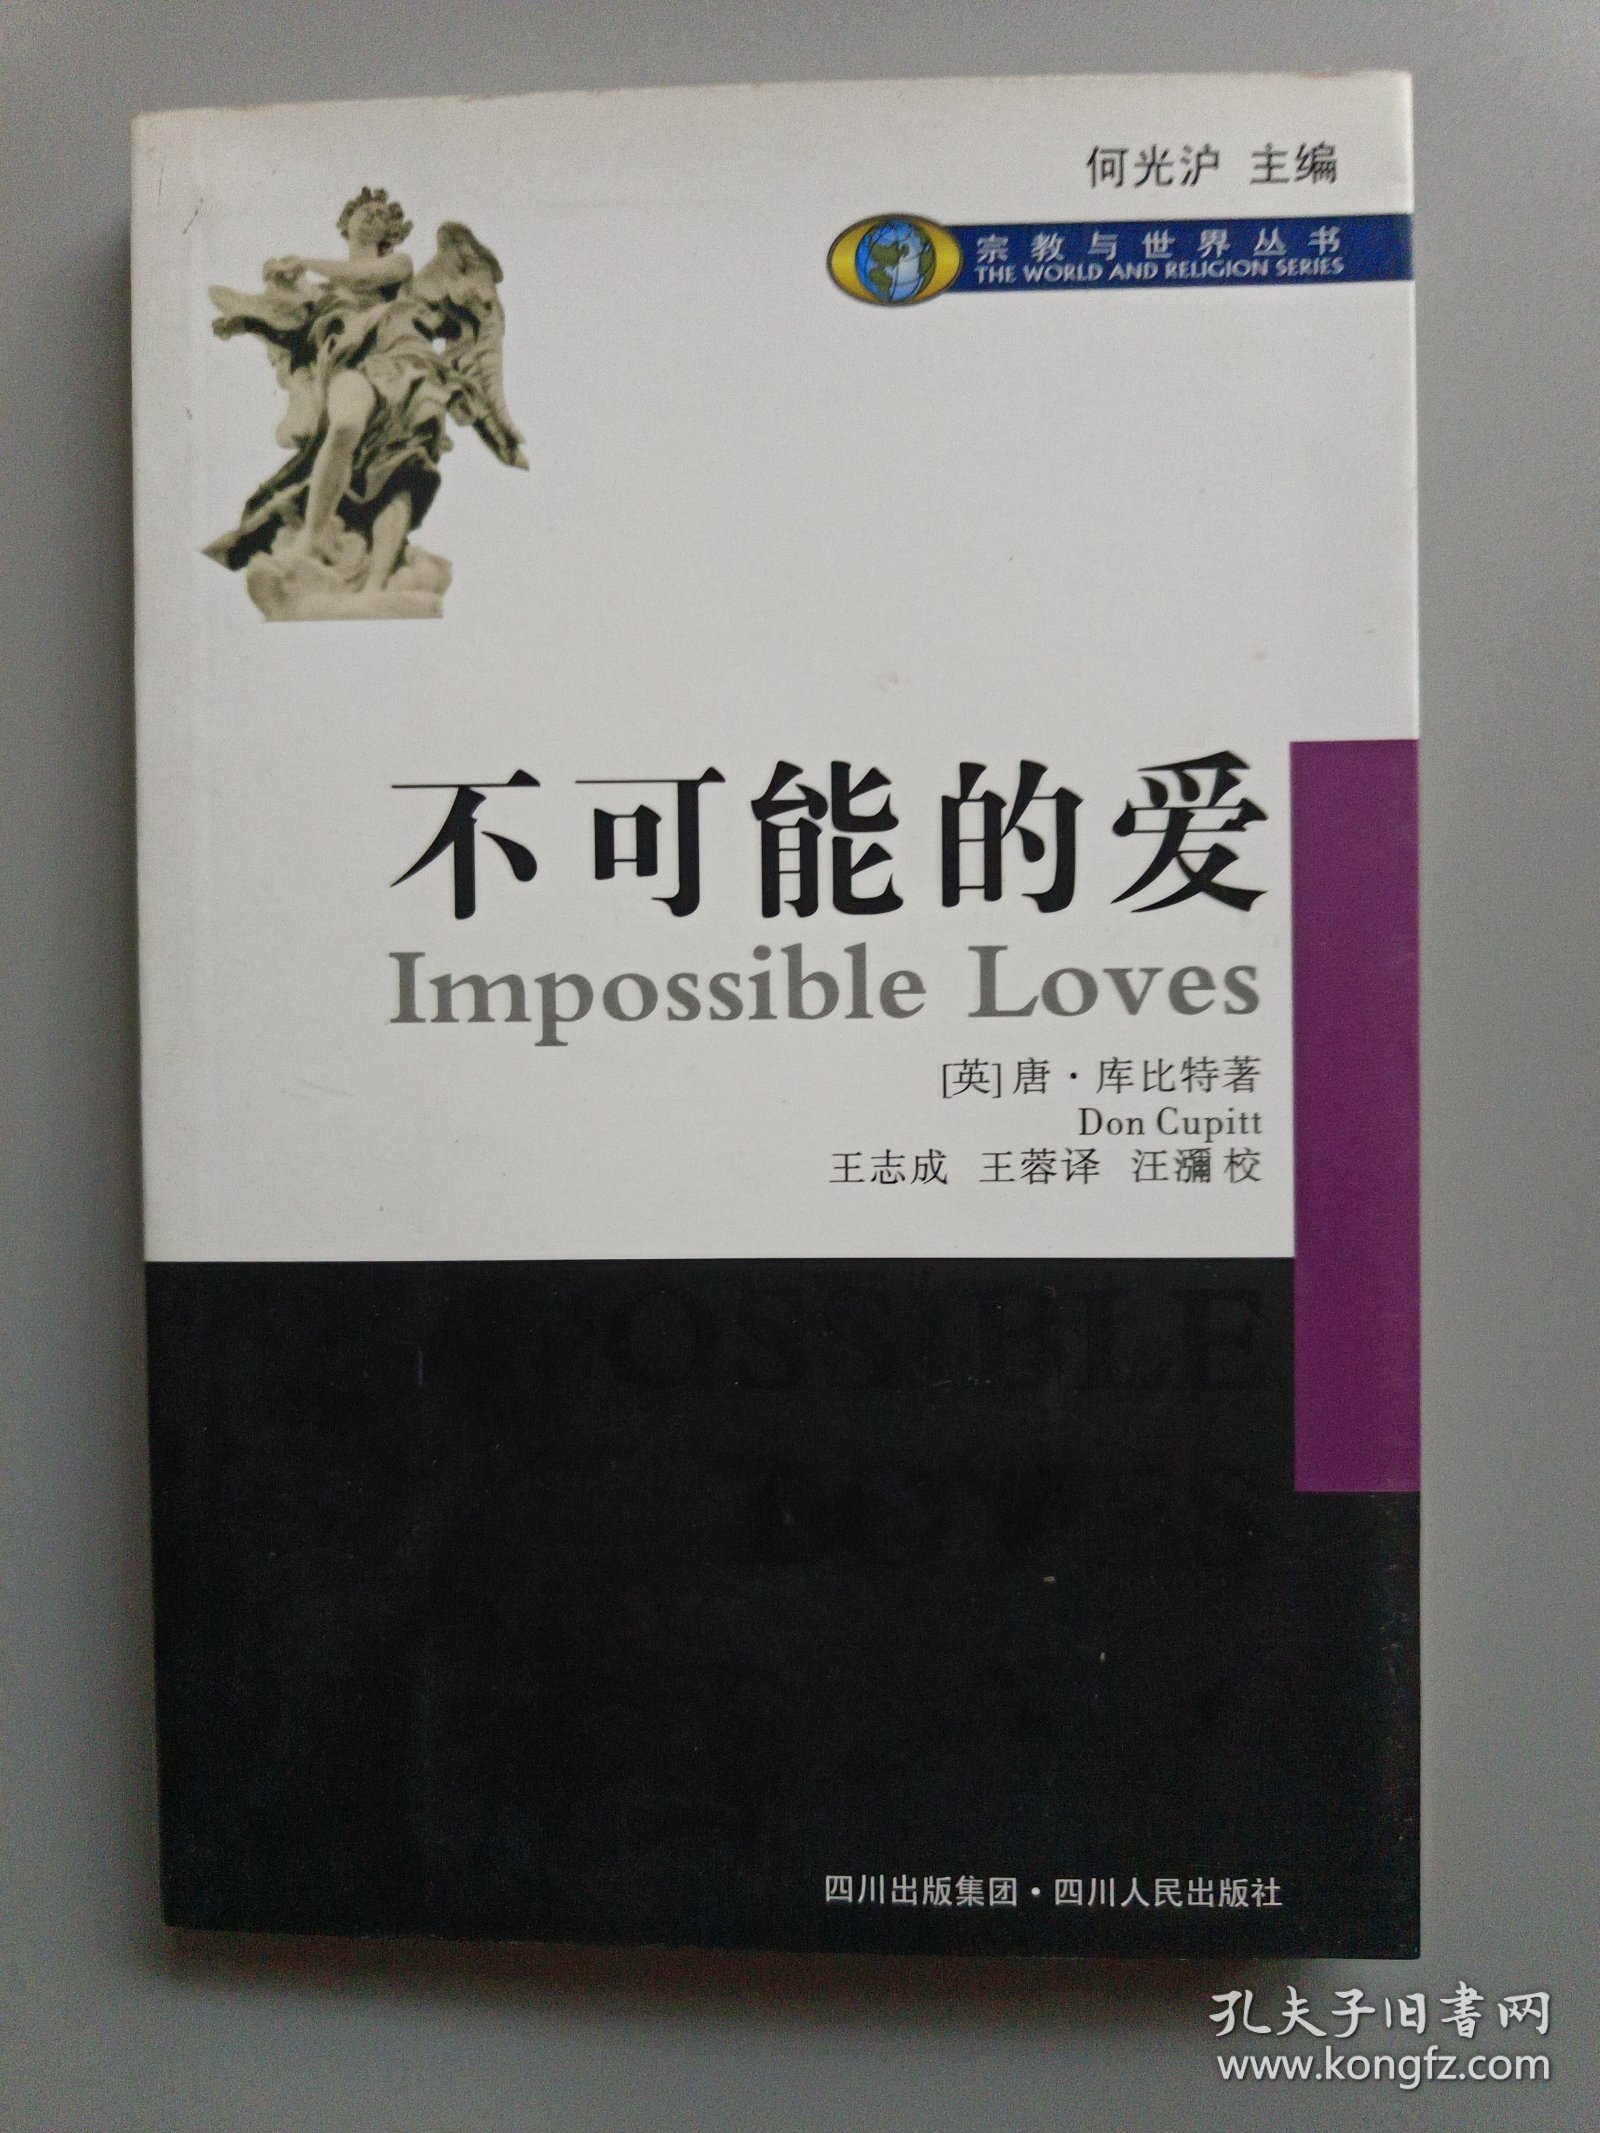 何光沪 主编
宗教与世界丛书
THE WORLD AND RELIGION SERIES
不可能的爱
Impossible Loves
[英]唐·库比特著
Don Cupitt
王志成 王蓉译 汪瀰校
OSSIBLE
四川出版集团·四川人民出版社
孔夫子旧书网
www.kongfz.com